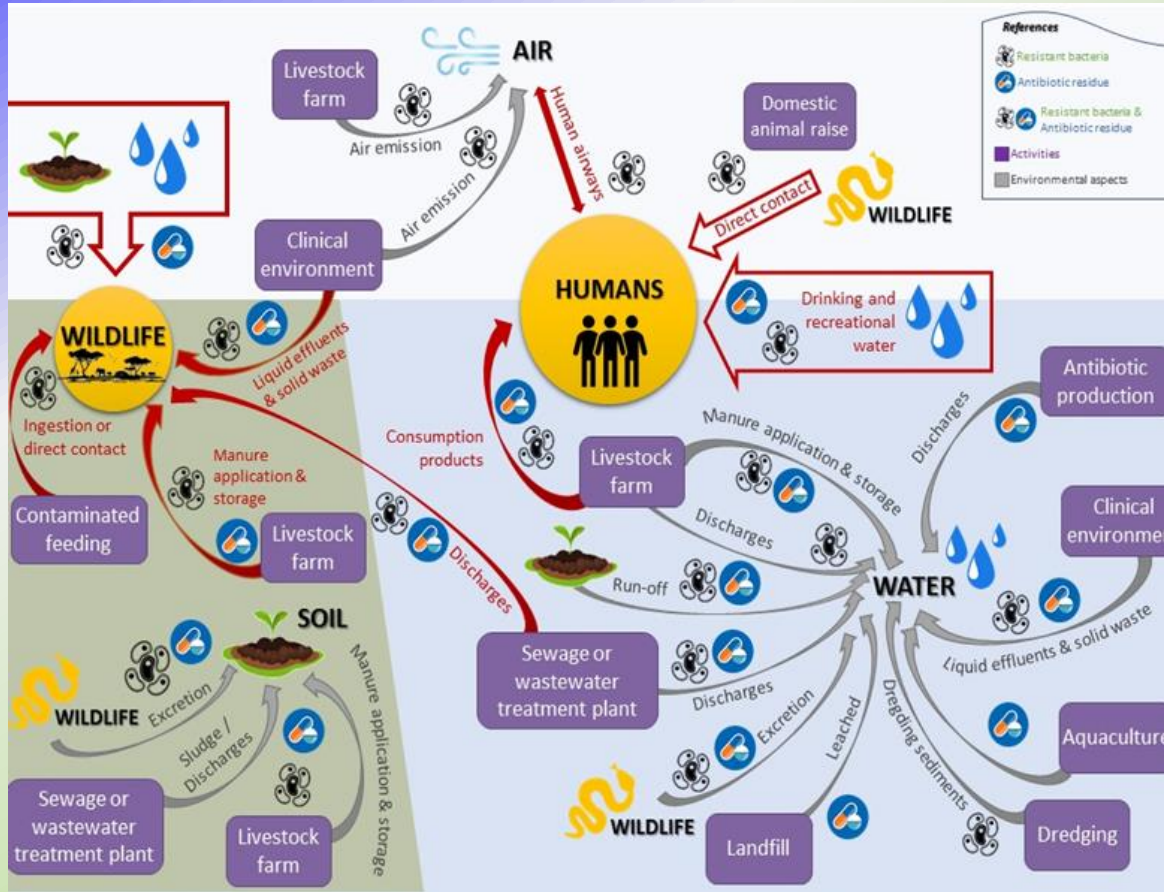 References
Resistant bacteria
Antibiotic residue
Resistant bacteria &
Antibiotic residue
Activities
Environmental aspects
AIR
Livestock
farm
Air emission
Air emission
Human airways
Domestic
animal raise
Direct contact
WILDLIFE
Clinical
environment
HUMANS
Drinking and
recreational
water
WILDLIFE
Liquid effluents
& solid waste
Ingestion or
direct contact
Manure
application &
storage
Contaminated
feeding
Livestock
farm
Discharges
Consumption
products
Livestock
farm
Manure application & storage
Discharges
Antibiotic
production
Discharges
Clinical
environmen
Run-off
WATER
Liquid effluents & solid waste
SOIL
WILDLIFE
Excretion
Sludge /
Discharges
Manure application & storage
Sewage or
wastewater
treatment plant
Livestock
farm
Sewage or
wastewater
treatment plant
Discharges
Excretion
WILDLIFE
Leached
Landfill
Dregding sediments
Dredging
Aquaculture